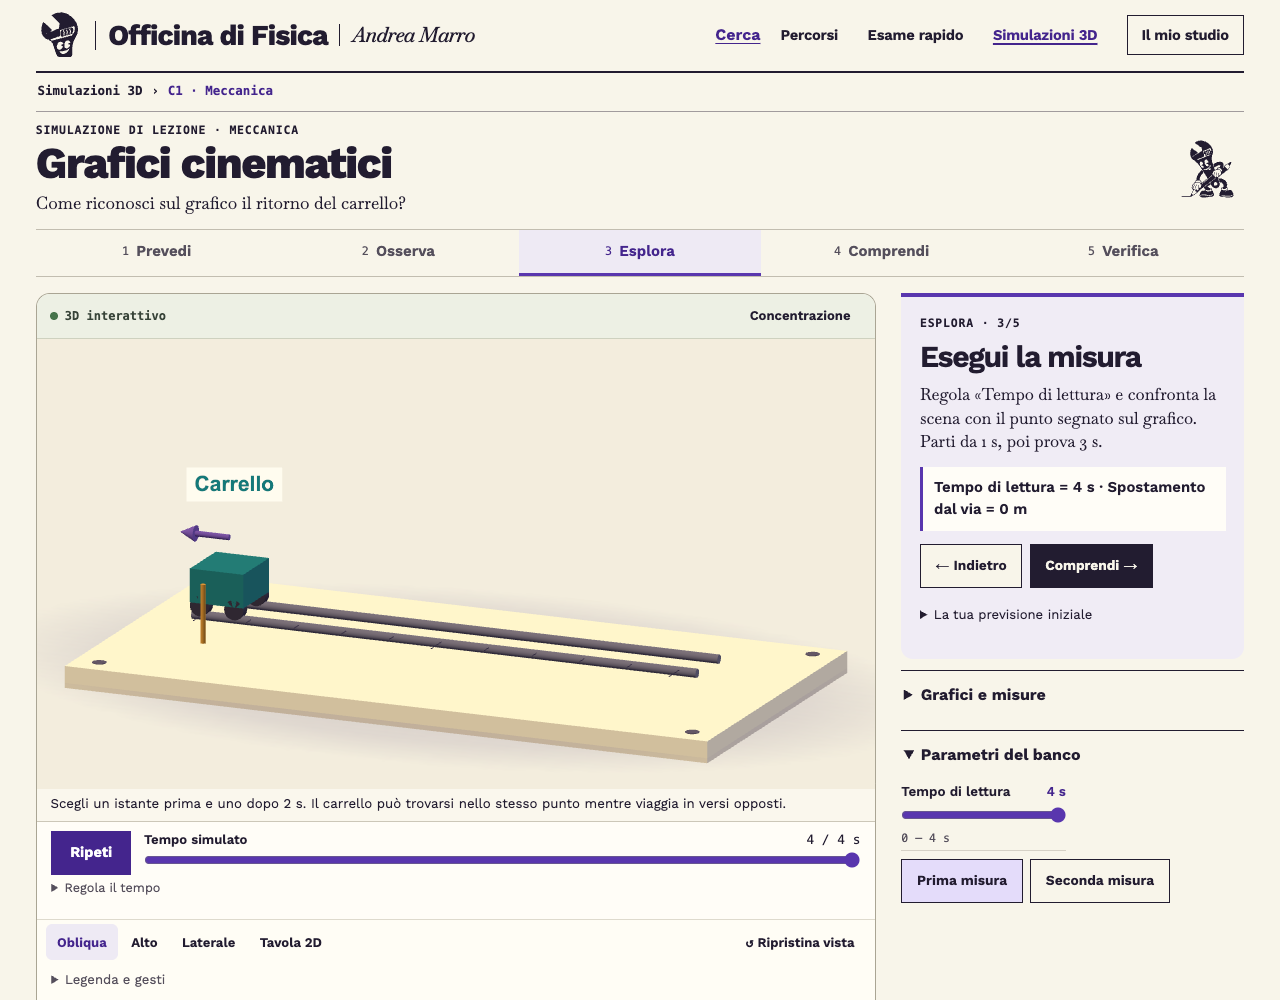 Officina di Fisica
Andrea Marro
Cerca
Percorsi
Esame rapido
Simulazioni 3D
Il mio studio
Simulazioni 3D › C1 · Meccanica
SIMULAZIONE DI LEZIONE · MECCANICA
Grafici cinematici
Come riconosci sul grafico il ritorno del carrello?
1 Prevedi
2 Osserva
3 Esplora
4 Comprendi
5 Verifica
3D interattivo
Concentrazione
Carrello
Scegli un istante prima e uno dopo 2 s. Il carrello può trovarsi nello stesso punto mentre viaggia in versi opposti.
Ripeti
Tempo simulato
4 / 4 s
▶ Regola il tempo
Obliqua
Alto
Laterale
Tavola 2D
↺ Ripristina vista
▶ Legenda e gesti
ESPLORA · 3/5
Esegui la misura
Regola «Tempo di lettura» e confronta la
scena con il punto segnato sul grafico.
Parti da 1 s, poi prova 3 s.
Tempo di lettura = 4 s · Spostamento
dal via = 0 m
← Indietro
Comprendi →
▶ La tua previsione iniziale
▶ Grafici e misure
▼ Parametri del banco
Tempo di lettura
4 s
0 — 4 s
Prima misura
Seconda misura